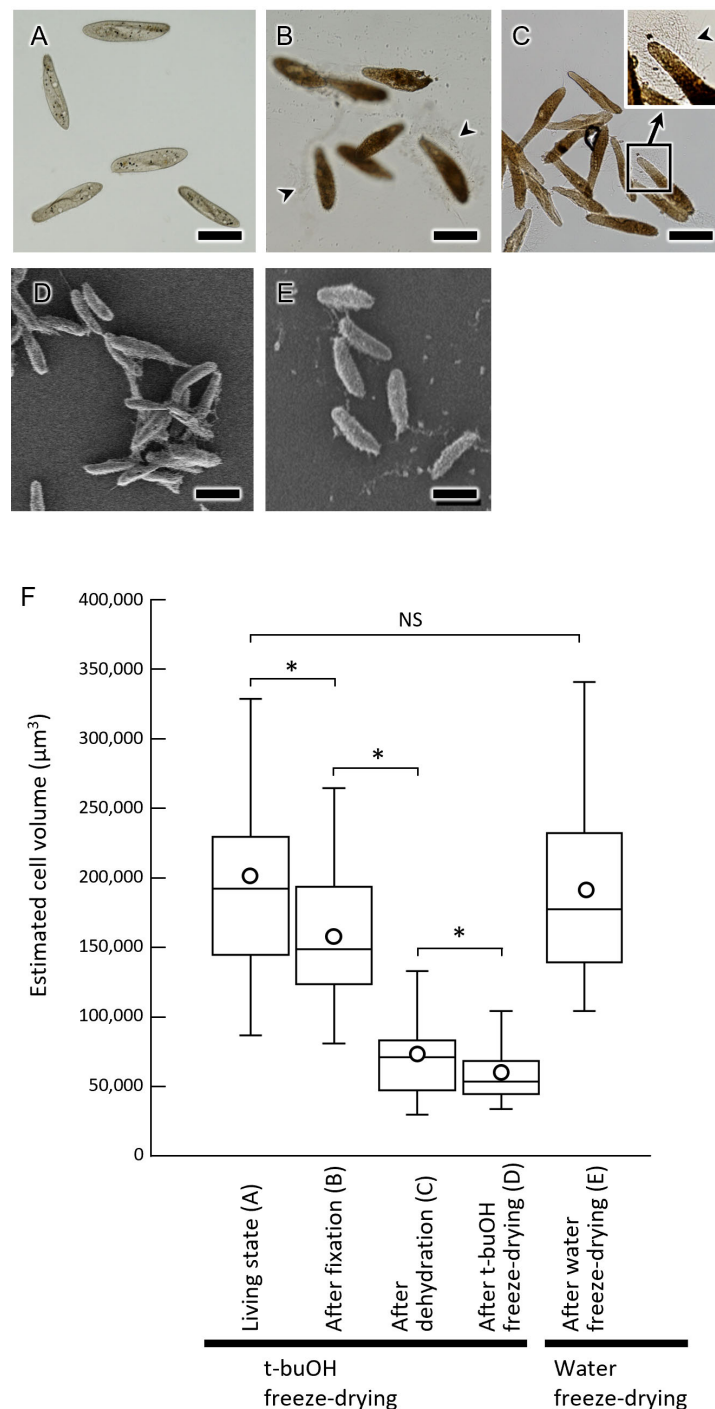 A
B
C
D
E
F
400,000
350,000
300,000
250,000
200,000
150,000
100,000
50,000
0
Estimated cell volume (µm³)
NS
*
*
*
Living state (A)
After fixation (B)
After
dehydration (C)
After t-buOH
freeze-drying (D)
After water
freeze-drying (E)
t-buOH
freeze-drying
Water
freeze-drying